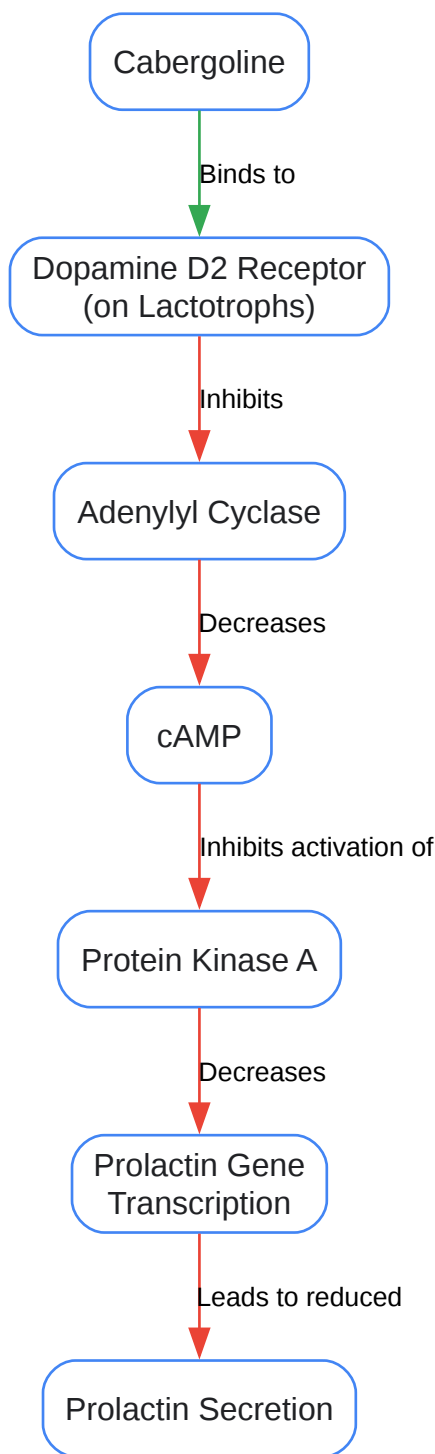 Cabergoline
Binds to
Dopamine D2 Receptor
(on Lactotrophs)
Inhibits
Adenylyl Cyclase
Decreases
cAMP
Inhibits activation of
Protein Kinase A
Decreases
Prolactin Gene
Transcription
Leads to reduced
Prolactin Secretion